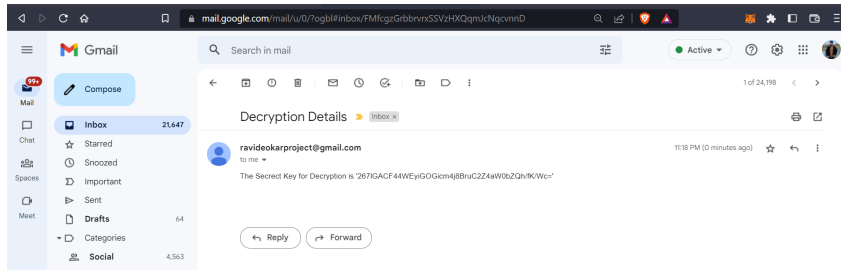 mail.google.com/mail/u/0/?ogbl#inbox/FMfcgzGrbbrvrxSSVzHXQqmJcNqcvnnD
Gmail
Search in mail
Active
99+
Mail
Compose
1 of 24,198
Decryption Details
Inbox ×
Inbox 21,647
Chat
Starred
ravideokarproject@gmail.com
11:18 PM (0 minutes ago)
to me
Snoozed
Spaces
Important
The Secrect Key for Decryption is '267IGACF44WEyiGOGicm4j8BruC2Z4aW0bZQh/fK/Wc='
Sent
Meet
Drafts 64
Categories
Reply
Forward
Social 4,563